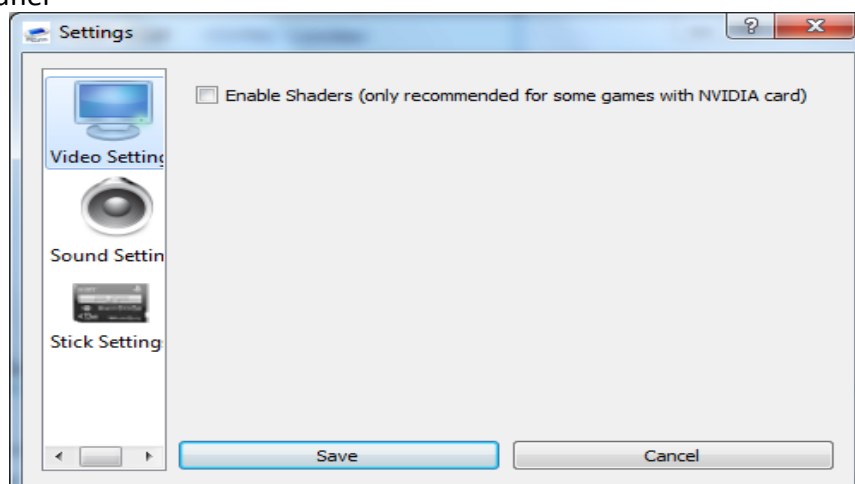 Settings
Enable Shaders (only recommended for some games with NVIDIA card)
Video Setting
Sound Settin
Stick Setting
Save
Cancel